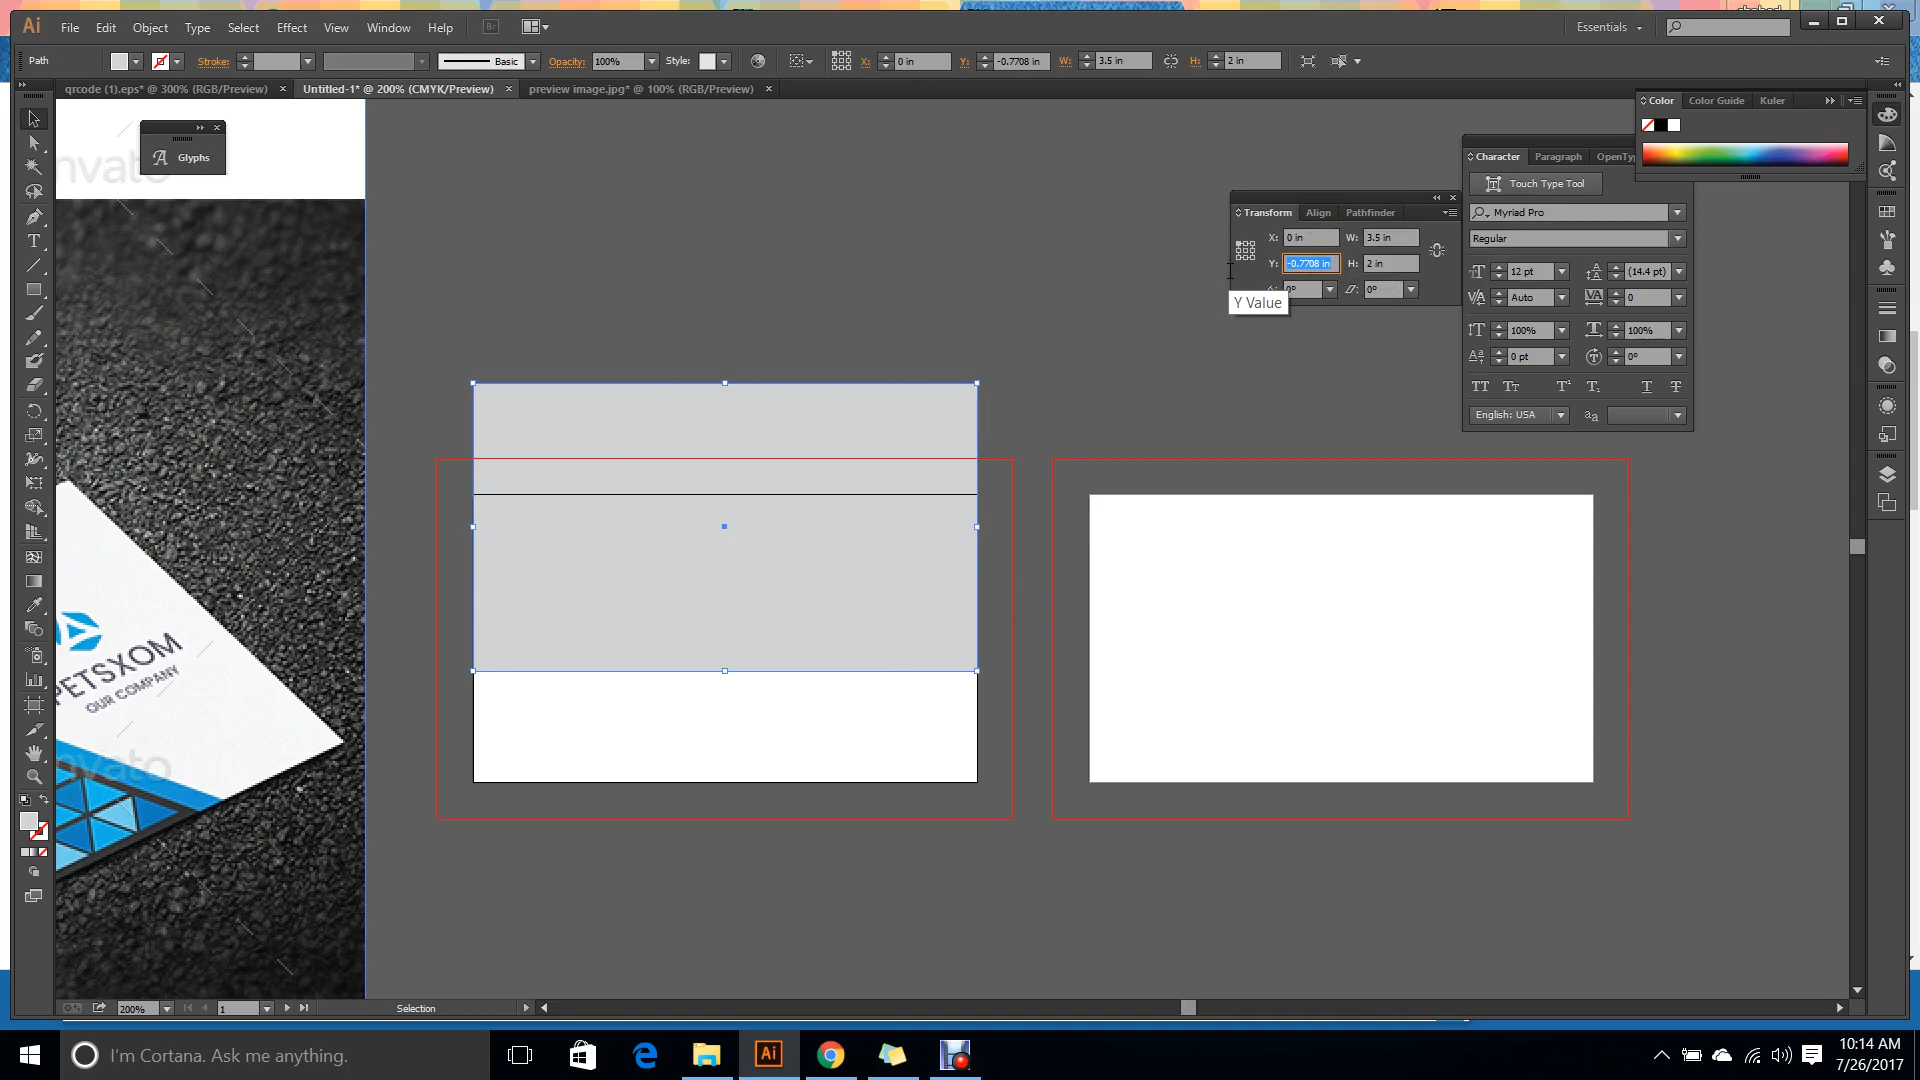 Ai File Edit Object Select Type Effect View Window Help Br Essentials
Path Stroke: Basic Opacity: 100% Style: X: 0 in Y: -0.7708 in W: 3.5 in H: 2 in
qrcode (1).eps* @ 300% (RGB/Preview) Untitled-1* @ 200% (CMYK/Preview) preview image.jpg* @ 100% (RGB/Preview)
Color Color Guide Kuler
Glyphs
nvato
Character Paragraph OpenTy
Touch Type Tool
Myriad Pro
Regular
Transform Align Pathfinder
X: 0 in W: 3.5 in
Y: -0.7708 in H: 2 in
0° 0°
Y Value
12 pt (14.4 pt)
Auto 0
100% 100%
0 pt 0°
English: USA
PETSXOM
OUR COMPANY
nvato
200% 1 Selection
I'm Cortana. Ask me anything.
Ai
10:14 AM
7/26/2017